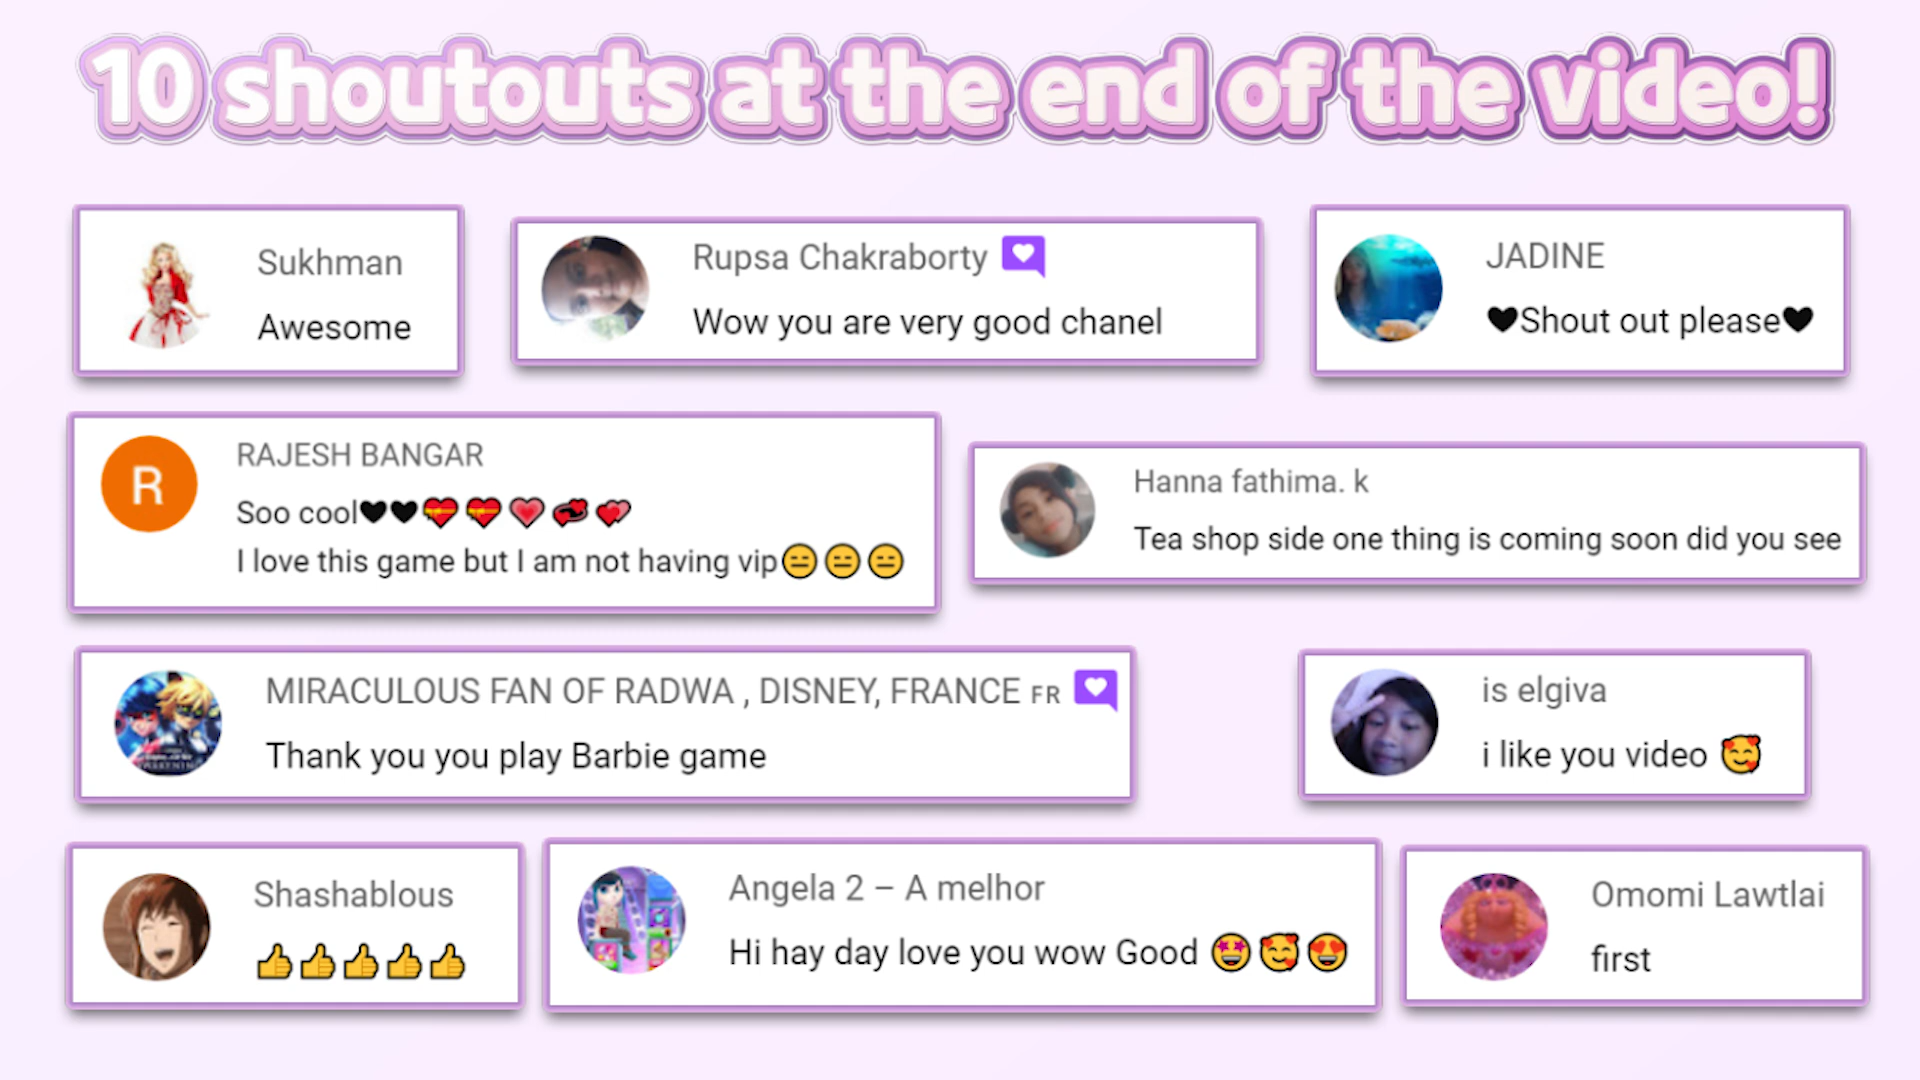 10 shoutouts at the end of the video!
Sukhman
Awesome
Rupsa Chakraborty
Wow you are very good chanel
JADINE
🖤Shout out please🖤
R
RAJESH BANGAR
Soo cool🖤🖤💝💝💗💞💕
I love this game but I am not having vip😑😑😑
Hanna fathima. k
Tea shop side one thing is coming soon did you see
MIRACULOUS FAN OF RADWA , DISNEY, FRANCE FR
Thank you you play Barbie game
is elgiva
i like you video 🥰
Shashablous
👍👍👍👍👍
Angela 2 – A melhor
Hi hay day love you wow Good 🤩🥰😍
Omomi Lawtlai
first